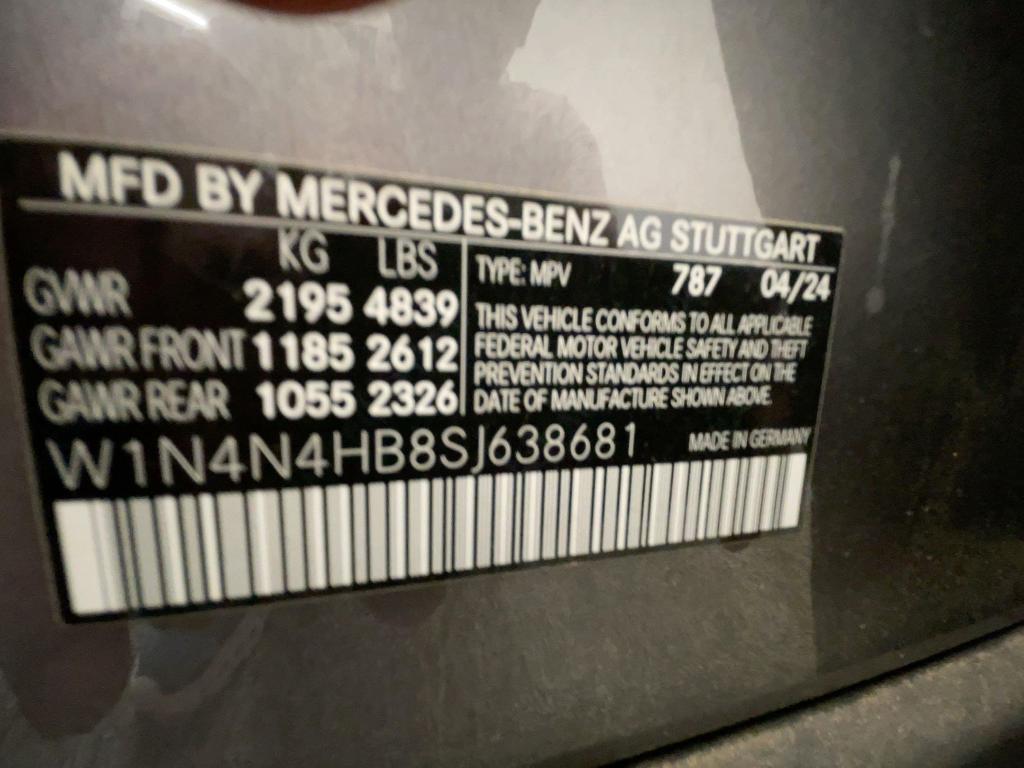 MFD BY MERCEDES-BENZ AG STUTTGART
KG LBS
GVWR 2195 4839
GAWR FRONT 1185 2612
GAWR REAR 1055 2326
TYPE: MPV 787 04/24
THIS VEHICLE CONFORMS TO ALL APPLICABLE
FEDERAL MOTOR VEHICLE SAFETY AND THEFT
PREVENTION STANDARDS IN EFFECT ON THE
DATE OF MANUFACTURE SHOWN ABOVE.
W1N4N4HB8SJ638681
MADE IN GERMANY